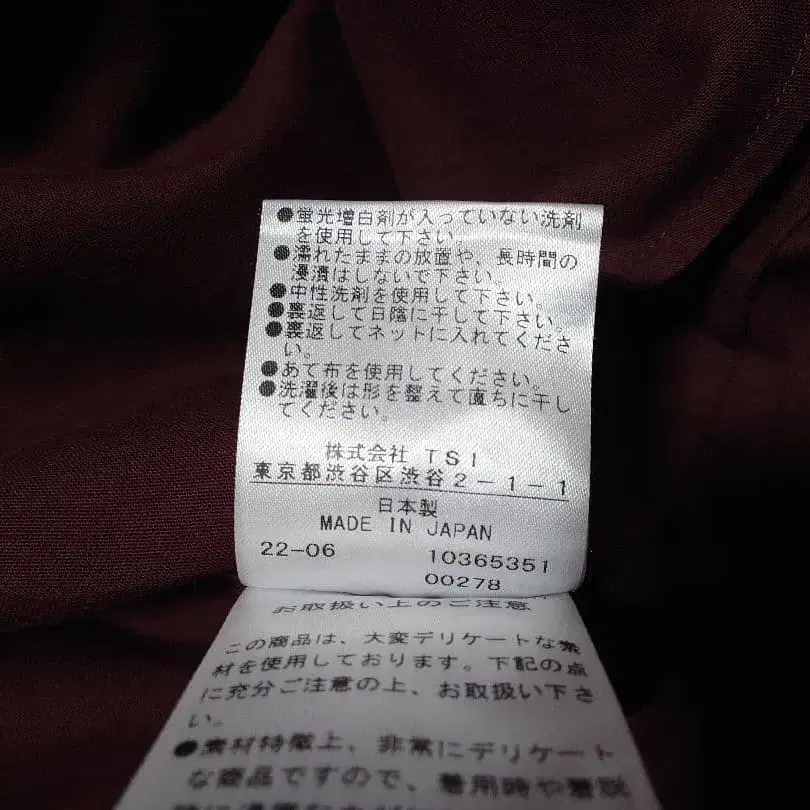 ●蛍光増白剤が入っていない洗剤
を使用して下さい。
●濡れたままの放置や、長時間の
浸漬はしないで下さい。
●中性洗剤を使用して下さい。
●裏返して日陰に干して下さい。
●裏返してネットに入れてくださ
い。
●あて布を使用してください。
●洗濯後は形を整えて直ちに干し
てください。
株式会社 TSI
東京都渋谷区渋谷2-1-1
日本製
MADE IN JAPAN
22-06 10365351
00278
お取扱い上のご注意
この商品は、大変デリケートな素
材を使用しております。下記の点
に充分ご注意の上、お取扱い下さ
い。
●素材特徴上、非常にデリケート
な商品ですので、着用時や着脱
時に